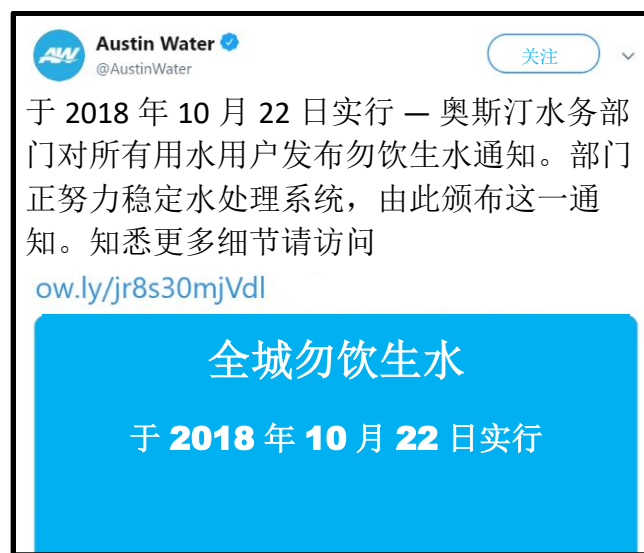 AW
Austin Water
@AustinWater
关注
于 2018 年 10 月 22 日实行 — 奥斯汀水务部
门对所有用水用户发布勿饮生水通知。部门
正努力稳定水处理系统，由此颁布这一通
知。知悉更多细节请访问
ow.ly/jr8s30mjVdl
全城勿饮生水
于 2018 年 10 月 22 日实行